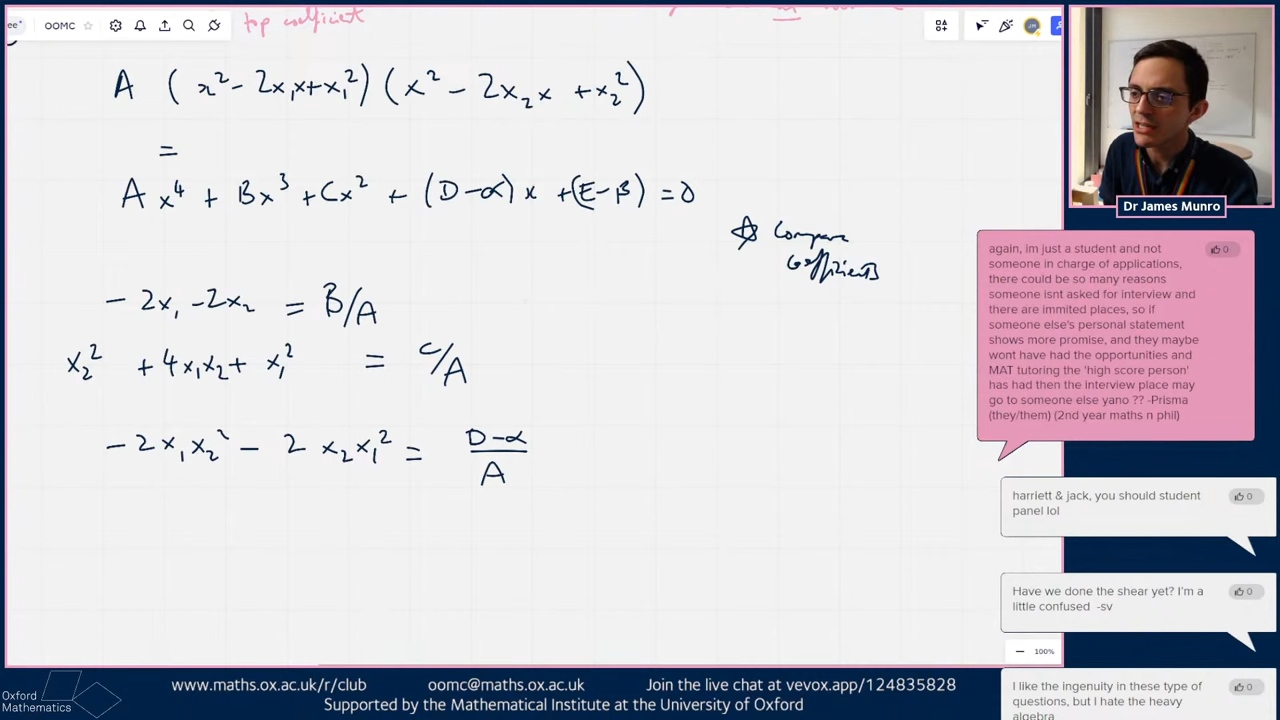 top coefficient
OOMC
A (x² - 2x₁x + x₁²) (x² - 2x₂x + x₂²)
=
A x⁴ + Bx³ + Cx² + (D-α) x + (E-β) = 0
☆ Compare
coefficients
- 2x₁ - 2x₂ = B/A
x₂² + 4x₁x₂ + x₁² = C/A
- 2x₁x₂² - 2x₂x₁² = D-α
A
100%
Dr James Munro
again, im just a student and not
someone in charge of applications,
there could be so many reasons
someone isnt asked for interview and
there are immited places, so if
someone else's personal statement
shows more promise, and they maybe
wont have had the opportunities and
MAT tutoring the 'high score person'
has had then the interview place may
go to someone else yano ?? -Prisma
(they/them) (2nd year maths n phil)
0
harriett & jack, you should student
panel lol
0
Have we done the shear yet? I'm a
little confused -sv
0
I like the ingenuity in these type of
questions, but I hate the heavy
algebra
0
Oxford
Mathematics
www.maths.ox.ac.uk/r/club oomc@maths.ox.ac.uk Join the live chat at vevox.app/124835828
Supported by the Mathematical Institute at the University of Oxford